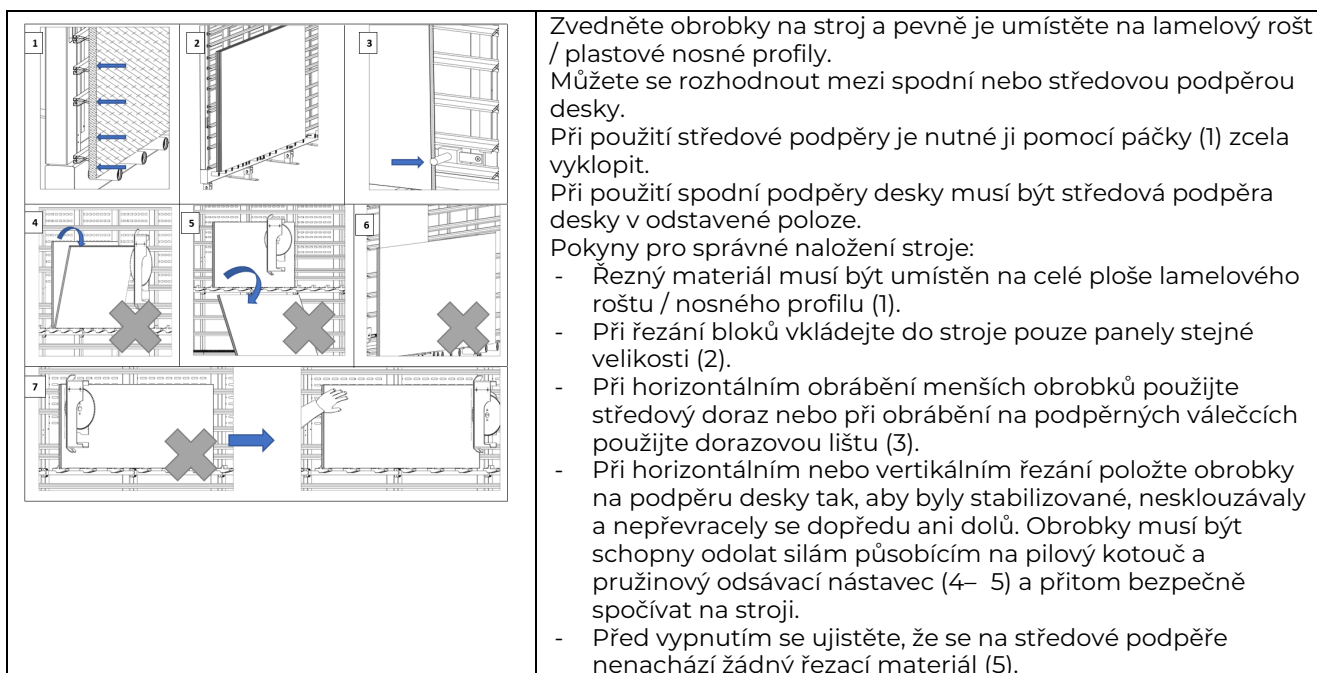 1
2
3
4
5
6
7
Zvedněte obrobky na stroj a pevně je umístěte na lamelový rošt
/ plastové nosné profily.
Můžete se rozhodnout mezi spodní nebo středovou podpěrou
desky.
Při použití středové podpěry je nutné ji pomocí páčky (1) zcela
vyklopit.
Při použití spodní podpěry desky musí být středová podpěra
desky v odstavené poloze.
Pokyny pro správné naložení stroje:
- Řezný materiál musí být umístěn na celé ploše lamelového
roštu / nosného profilu (1).
- Při řezání bloků vkládejte do stroje pouze panely stejné
velikosti (2).
- Při horizontálním obrábění menších obrobků použijte
středový doraz nebo při obrábění na podpěrných válečcích
použijte dorazovou lištu (3).
- Při horizontálním nebo vertikálním řezání položte obrobky
na podpěru desky tak, aby byly stabilizované, nesklouzávaly
a nepřevracely se dopředu ani dolů. Obrobky musí být
schopny odolat silám působícím na pilový kotouč a
pružinový odsávací nástavec (4– 5) a přitom bezpečně
spočívat na stroji.
- Před vypnutím se ujistěte, že se na středové podpěře
nenachází žádný řezací materiál (5).